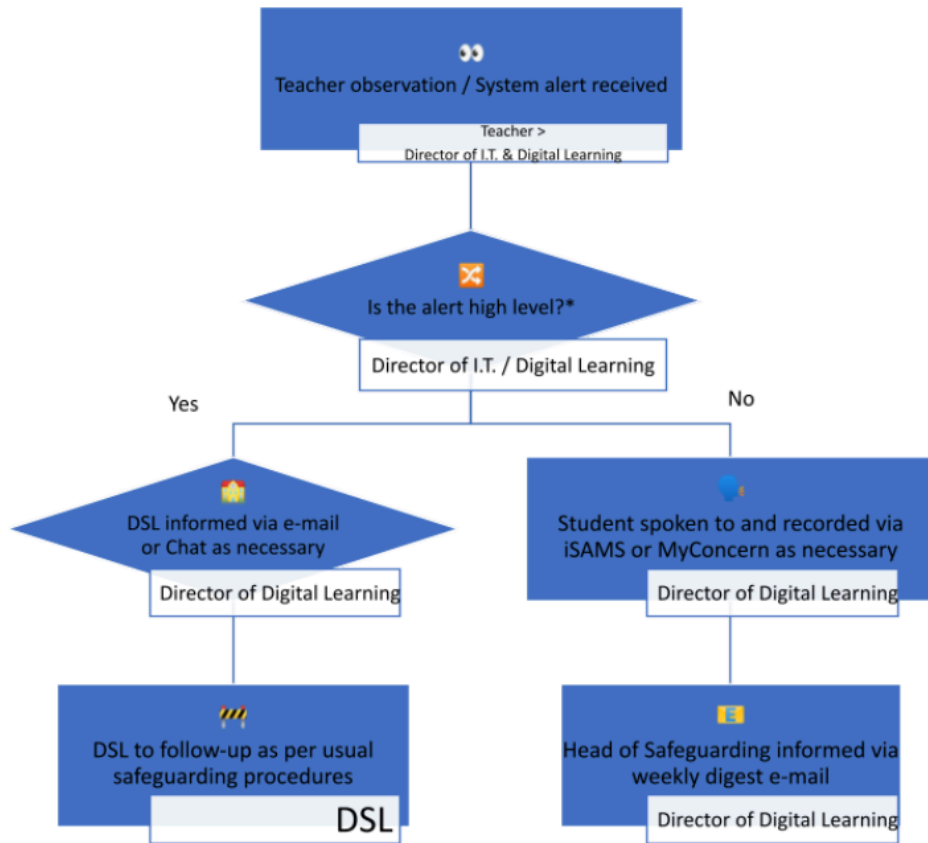 Teacher observation / System alert received
Teacher >
Director of I.T. & Digital Learning
Is the alert high level?*
Director of I.T. / Digital Learning
Yes
No
DSL informed via e-mail
or Chat as necessary
Director of Digital Learning
Student spoken to and recorded via
iSAMS or MyConcern as necessary
Director of Digital Learning
DSL to follow-up as per usual
safeguarding procedures
DSL
Head of Safeguarding informed via
weekly digest e-mail
Director of Digital Learning